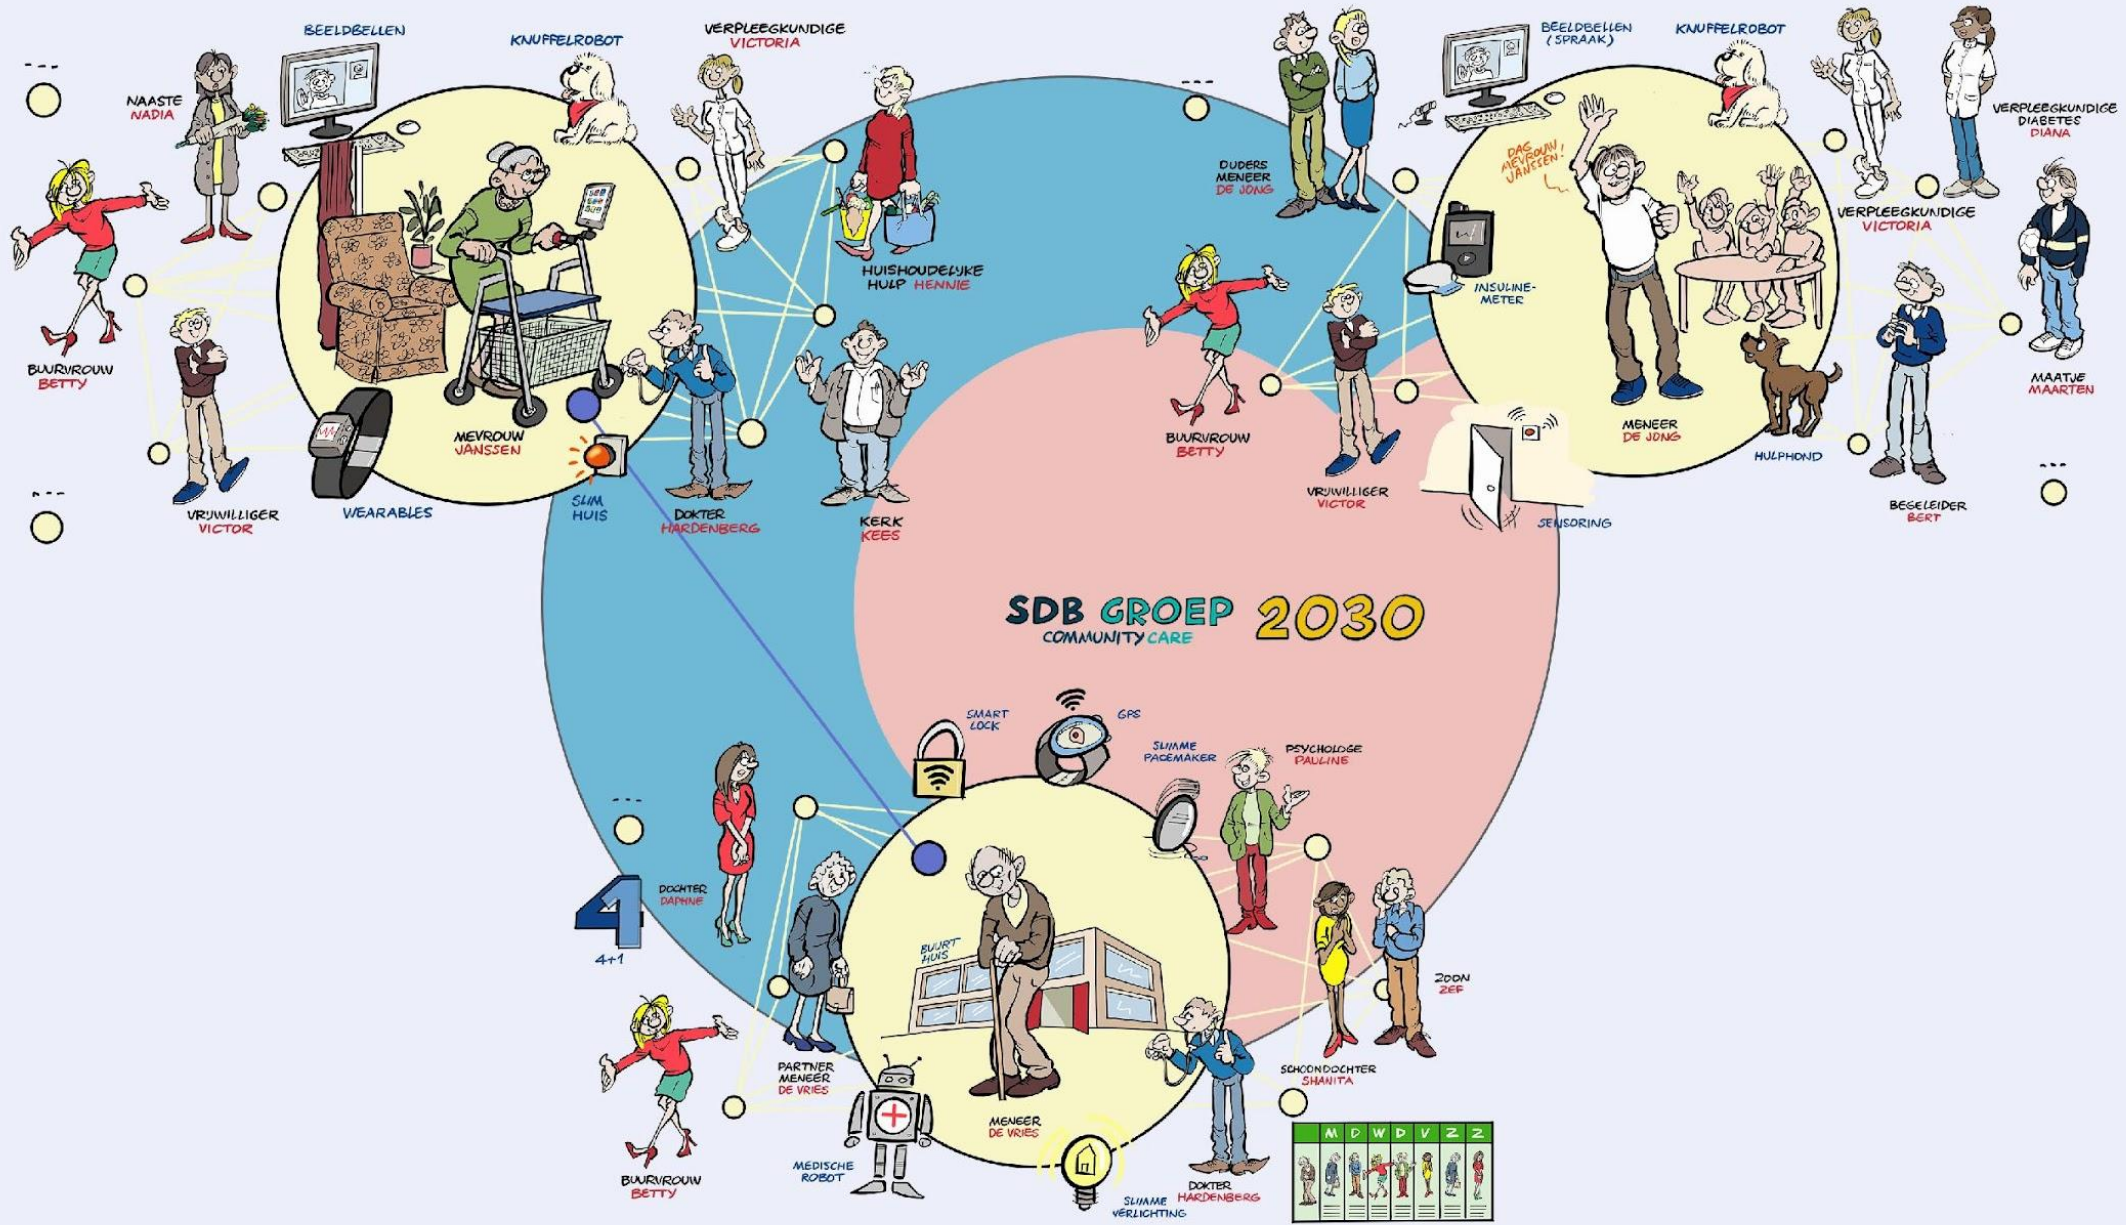 BEELDBELLEN
KNUFFELROBOT
VERPLEEGKUNDIGE
VICTORIA
NAASTE
NADIA
HUISHOUDELIJKE
HULP HENNIE
BUURVROUW
BETTY
MEVROUW
JANSSEN
VRIJWILLIGER
VICTOR
WEARABLES
SLIM
HUIS
DOKTER
HARDENBERG
KERK
KEES
BEELDBELLEN
(SPRAAK)
KNUFFELROBOT
VERPLEEGKUNDIGE
DIABETES
DIANA
OUDERS
MENEER
DE JONG
DAG
MEVROUW
JANSSEN!
VERPLEEGKUNDIGE
VICTORIA
INSULINE-
METER
MAATJE
MAARTEN
BUURVROUW
BETTY
MENEER
DE JONG
HULPHOND
VRIJWILLIGER
VICTOR
SENSORING
BEGELEIDER
BERT
SDB GROEP 2030
COMMUNITY CARE
SMART
LOCK
GPS
SLIMME
PACEMAKER
PSYCHOLOGE
PAULINE
DOCHTER
DAPHNE
4
4+1
BUURT
HUIS
ZOON
ZEF
PARTNER
MENEER
DE VRIES
SCHOONDOCHTER
SHANITA
MENEER
DE VRIES
BUURVROUW
BETTY
MEDISCHE
ROBOT
SLIMME
VERLICHTING
DOKTER
HARDENBERG
M D W D V Z Z